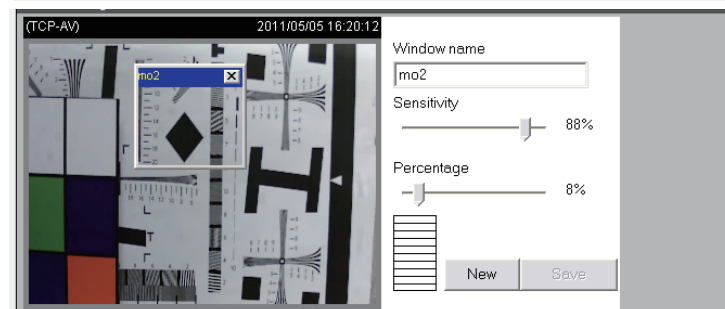 (TCP-AV) 2011/05/05 16:20:12
mo2
Window name
mo2
Sensitivity
88%
Percentage
8%
New Save